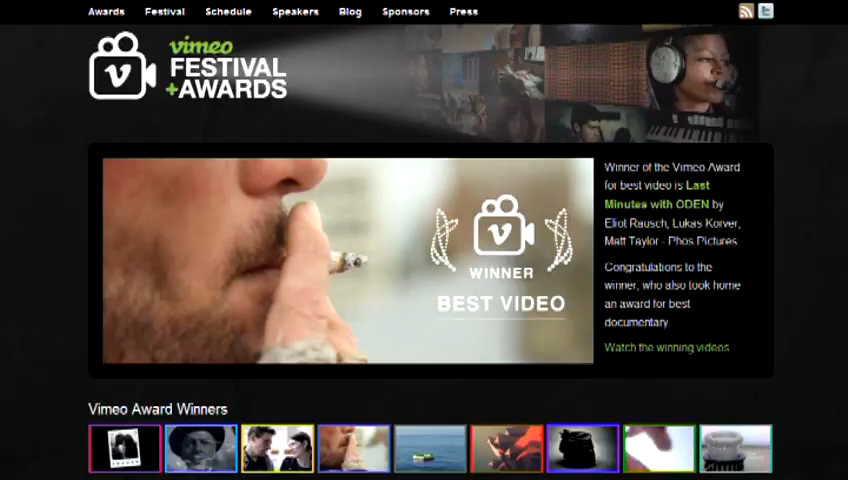 Awards Festival Schedule Speakers Blog Sponsors Press
vimeo
FESTIVAL
+AWARDS
Winner of the Vimeo Award
for best video is Last
Minutes with ODEN by
Eliot Rausch, Lukas Korver,
Matt Taylor - Phos Pictures.
Congratulations to the
winner, who also took home
an award for best
documentary.
Watch the winning videos
WINNER
BEST VIDEO
Vimeo Award Winners